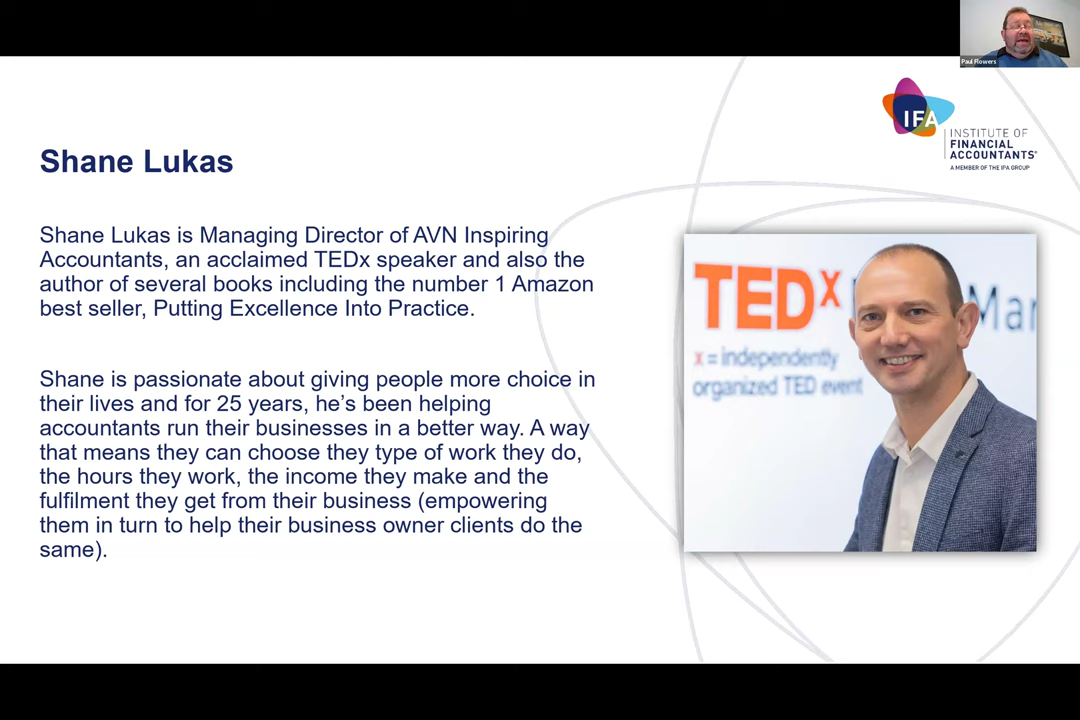 Paul Flowers
IFA
INSTITUTE OF
FINANCIAL
ACCOUNTANTS®
A MEMBER OF THE IPA GROUP
Shane Lukas
Shane Lukas is Managing Director of AVN Inspiring
Accountants, an acclaimed TEDx speaker and also the
author of several books including the number 1 Amazon
best seller, Putting Excellence Into Practice.
Shane is passionate about giving people more choice in
their lives and for 25 years, he’s been helping
accountants run their businesses in a better way. A way
that means they can choose they type of work they do,
the hours they work, the income they make and the
fulfilment they get from their business (empowering
them in turn to help their business owner clients do the
same).
TEDx
x = independently
organized TED event